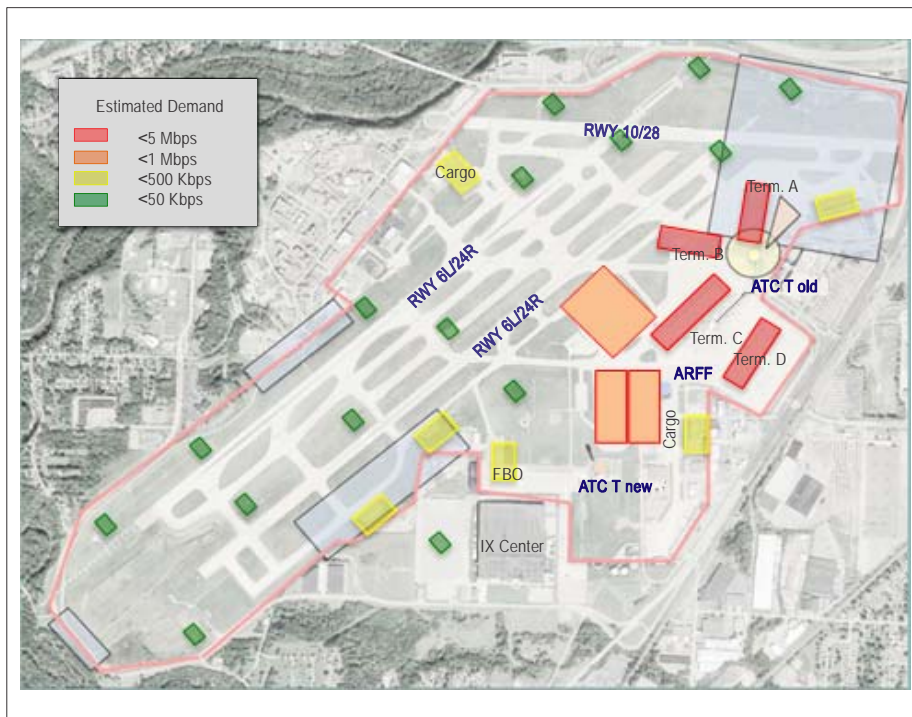 Estimated Demand
<5 Mbps
<1 Mbps
<500 Kbps
<50 Kbps
RWY 10/28
Cargo
Term. A
Term. B
RWY 6L/24R
ATC T old
RWY 6L/24R
Term. C
Term. D
ARFF
Cargo
FBO
ATC T new
IX Center